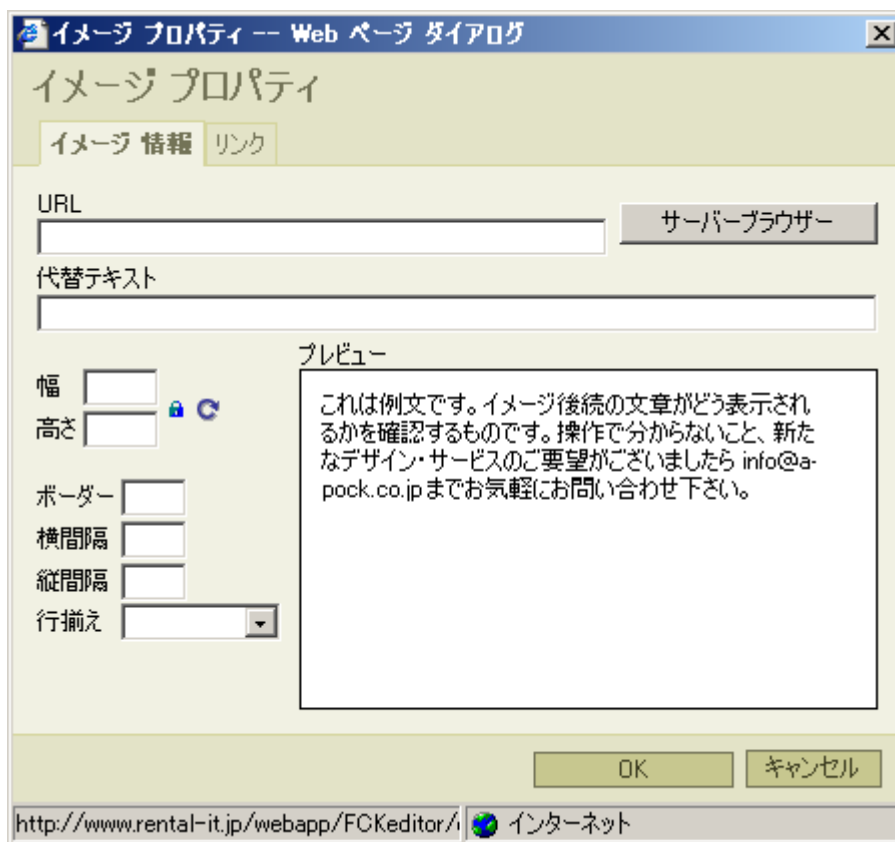 イメージ プロパティ -- Web ページ ダイアログ
イメージ プロパティ
イメージ 情報 リンク
URL
サーバーブラウザー
代替テキスト
プレビュー
幅
高さ
これは例文です。イメージ後続の文章がどう表示され
るかを確認するものです。操作で分からないこと、新た
なデザイン・サービスのご要望がございましたら info@a-
pock.co.jp までお気軽にお問い合わせ下さい。
ボーダー
横間隔
縦間隔
行揃え
OK キャンセル
http://www.rental-it.jp/webapp/FCKeditor/ インターネット